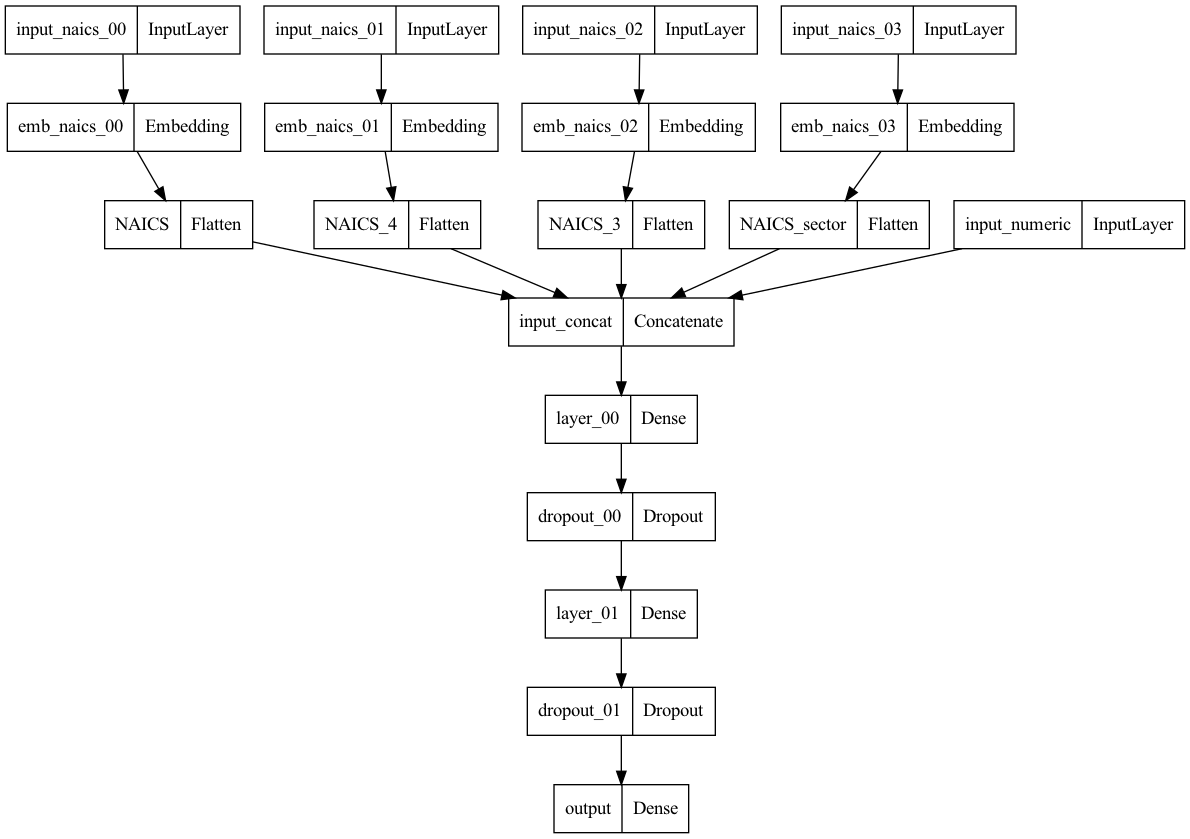 input_naics_00 InputLayer input_naics_01 InputLayer input_naics_02 InputLayer input_naics_03 InputLayer
emb_naics_00 Embedding emb_naics_01 Embedding emb_naics_02 Embedding emb_naics_03 Embedding
NAICS Flatten NAICS_4 Flatten NAICS_3 Flatten NAICS_sector Flatten input_numeric InputLayer
input_concat Concatenate
layer_00 Dense
dropout_00 Dropout
layer_01 Dense
dropout_01 Dropout
output Dense